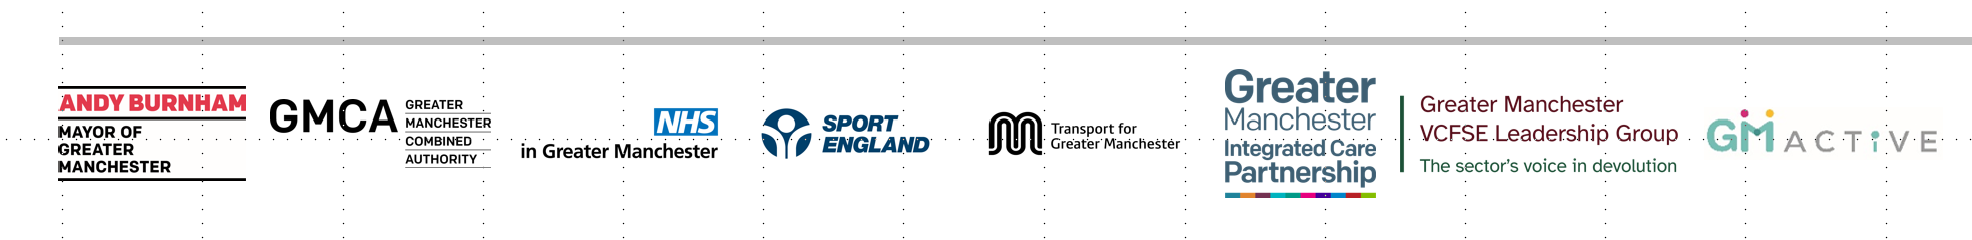 ANDY BURNHAM
MAYOR OF
GREATER
MANCHESTER
GMCA
GREATER
MANCHESTER
COMBINED
AUTHORITY
NHS
in Greater Manchester
SPORT
ENGLAND
Transport for
Greater Manchester
Greater
Manchester
Integrated Care
Partnership
Greater Manchester
VCFSE Leadership Group
The sector's voice in devolution
GM ACTiVE